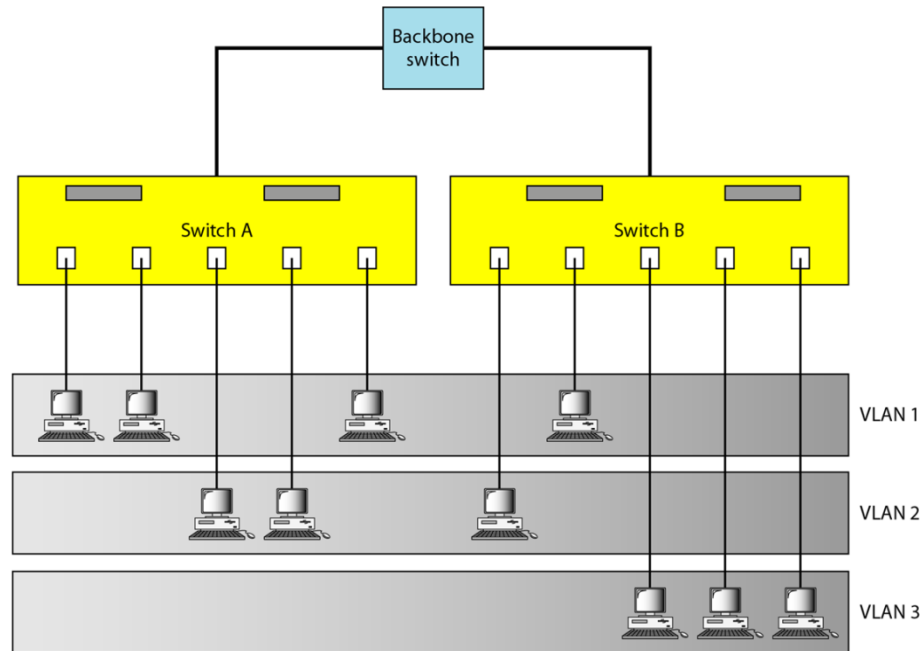 Backbone
switch
Switch A
Switch B
VLAN 1
VLAN 2
VLAN 3